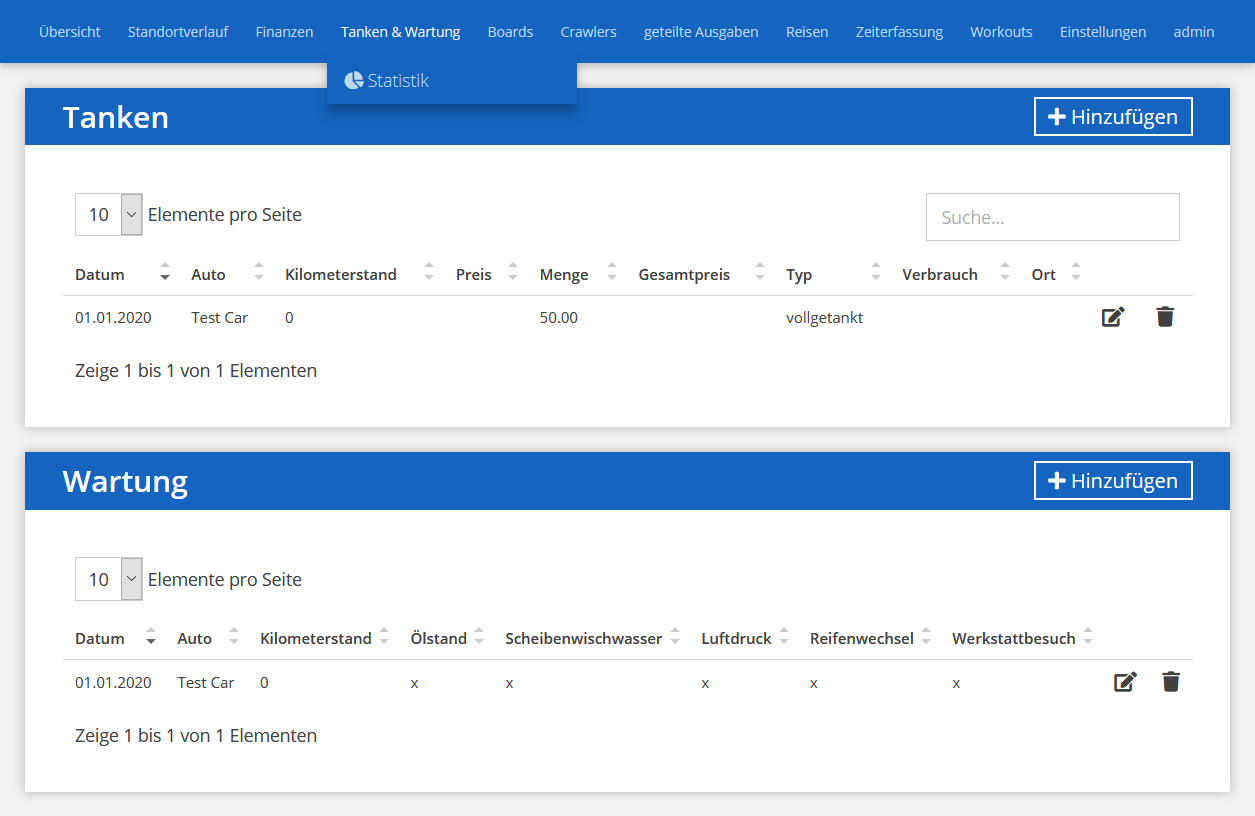 Übersicht Standortverlauf Finanzen Tanken & Wartung Boards Crawlers geteilte Ausgaben Reisen Zeiterfassung Workouts Einstellungen admin
Statistik
Tanken Hinzufügen
10 Elemente pro Seite Suche...
Datum Auto Kilometerstand Preis Menge Gesamtpreis Typ Verbrauch Ort
01.01.2020 Test Car 0 50.00 vollgetankt
Zeige 1 bis 1 von 1 Elementen
Wartung Hinzufügen
10 Elemente pro Seite
Datum Auto Kilometerstand Ölstand Scheibenwischwasser Luftdruck Reifenwechsel Werkstattbesuch
01.01.2020 Test Car 0 x x x x x
Zeige 1 bis 1 von 1 Elementen